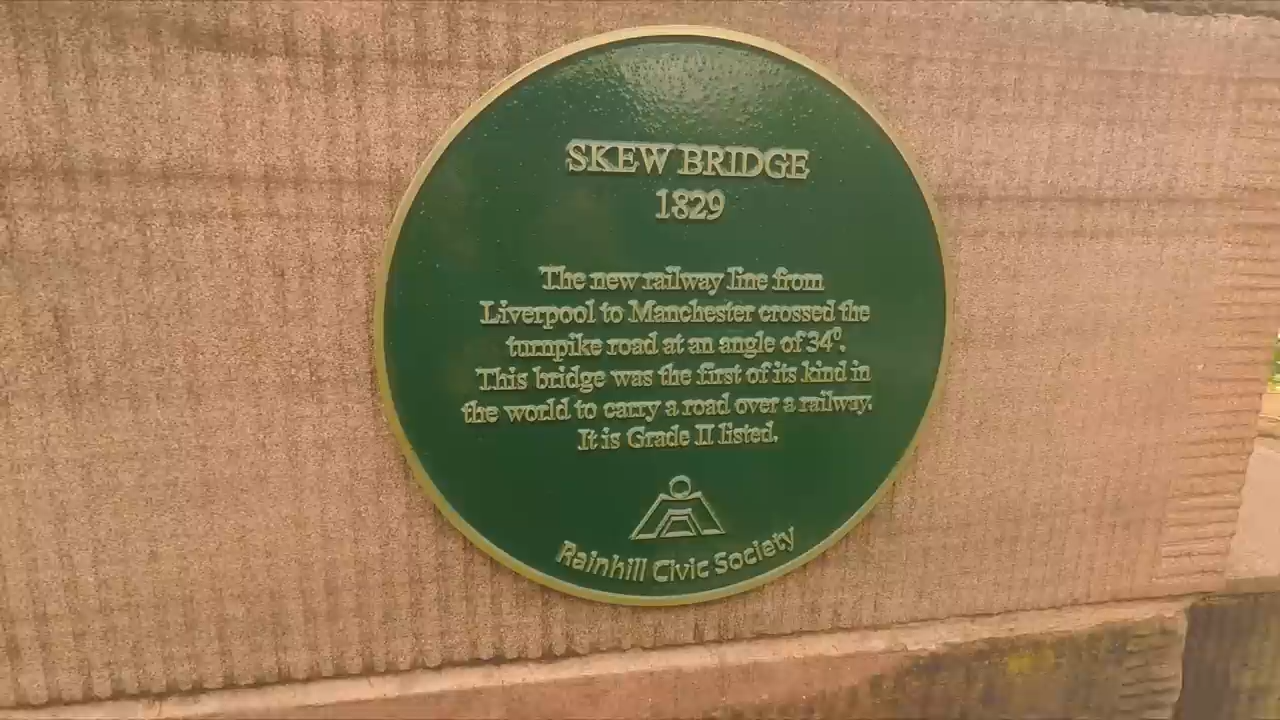 SKEW BRIDGE
1829
The new railway line from
Liverpool to Manchester crossed the
turnpike road at an angle of 34⁰.
This bridge was the first of its kind in
the world to carry a road over a railway.
It is Grade II listed.
Rainhill Civic Society